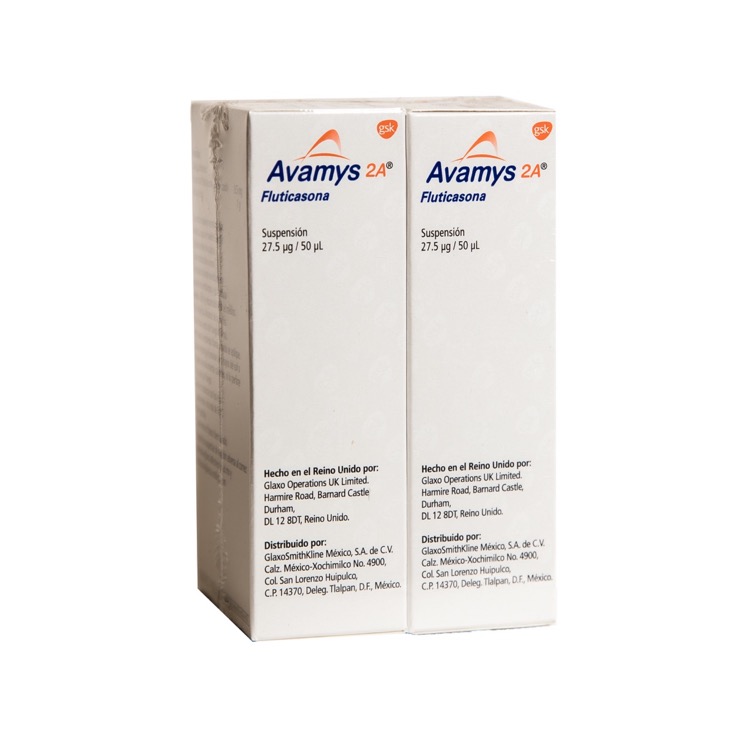 gsk
Avamys 2A®
Fluticasona
Suspensión
27.5 µg / 50 µL
Hecho en el Reino Unido por:
Glaxo Operations UK Limited.
Harmire Road, Barnard Castle
Durham,
DL 12 8DT, Reino Unido.
Distribuido por:
GlaxoSmithKline México, S.A. de C.V.
Calz. México-Xochimilco No. 4900,
Col. San Lorenzo Huipulco,
C.P. 14370, Deleg. Tlalpan, D.F., México.
gsk
Avamys 2A®
Fluticasona
Suspensión
27.5 µg / 50 µL
Hecho en el Reino Unido por:
Glaxo Operations UK Limited.
Harmire Road, Barnard Castle,
Durham,
DL 12 8DT, Reino Unido.
Distribuido por:
GlaxoSmithKline México, S.A. de C.V.
Calz. México-Xochimilco No. 4900,
Col. San Lorenzo Huipulco,
C.P. 14370, Deleg. Tlalpan, D.F., México.